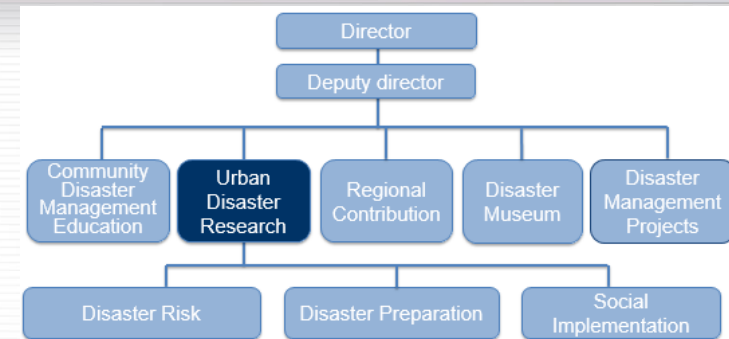 Director
Deputy director
Community
Disaster
Management
Education
Urban
Disaster
Research
Regional
Contribution
Disaster
Museum
Disaster
Management
Projects
Disaster Risk
Disaster Preparation
Social
Implementation